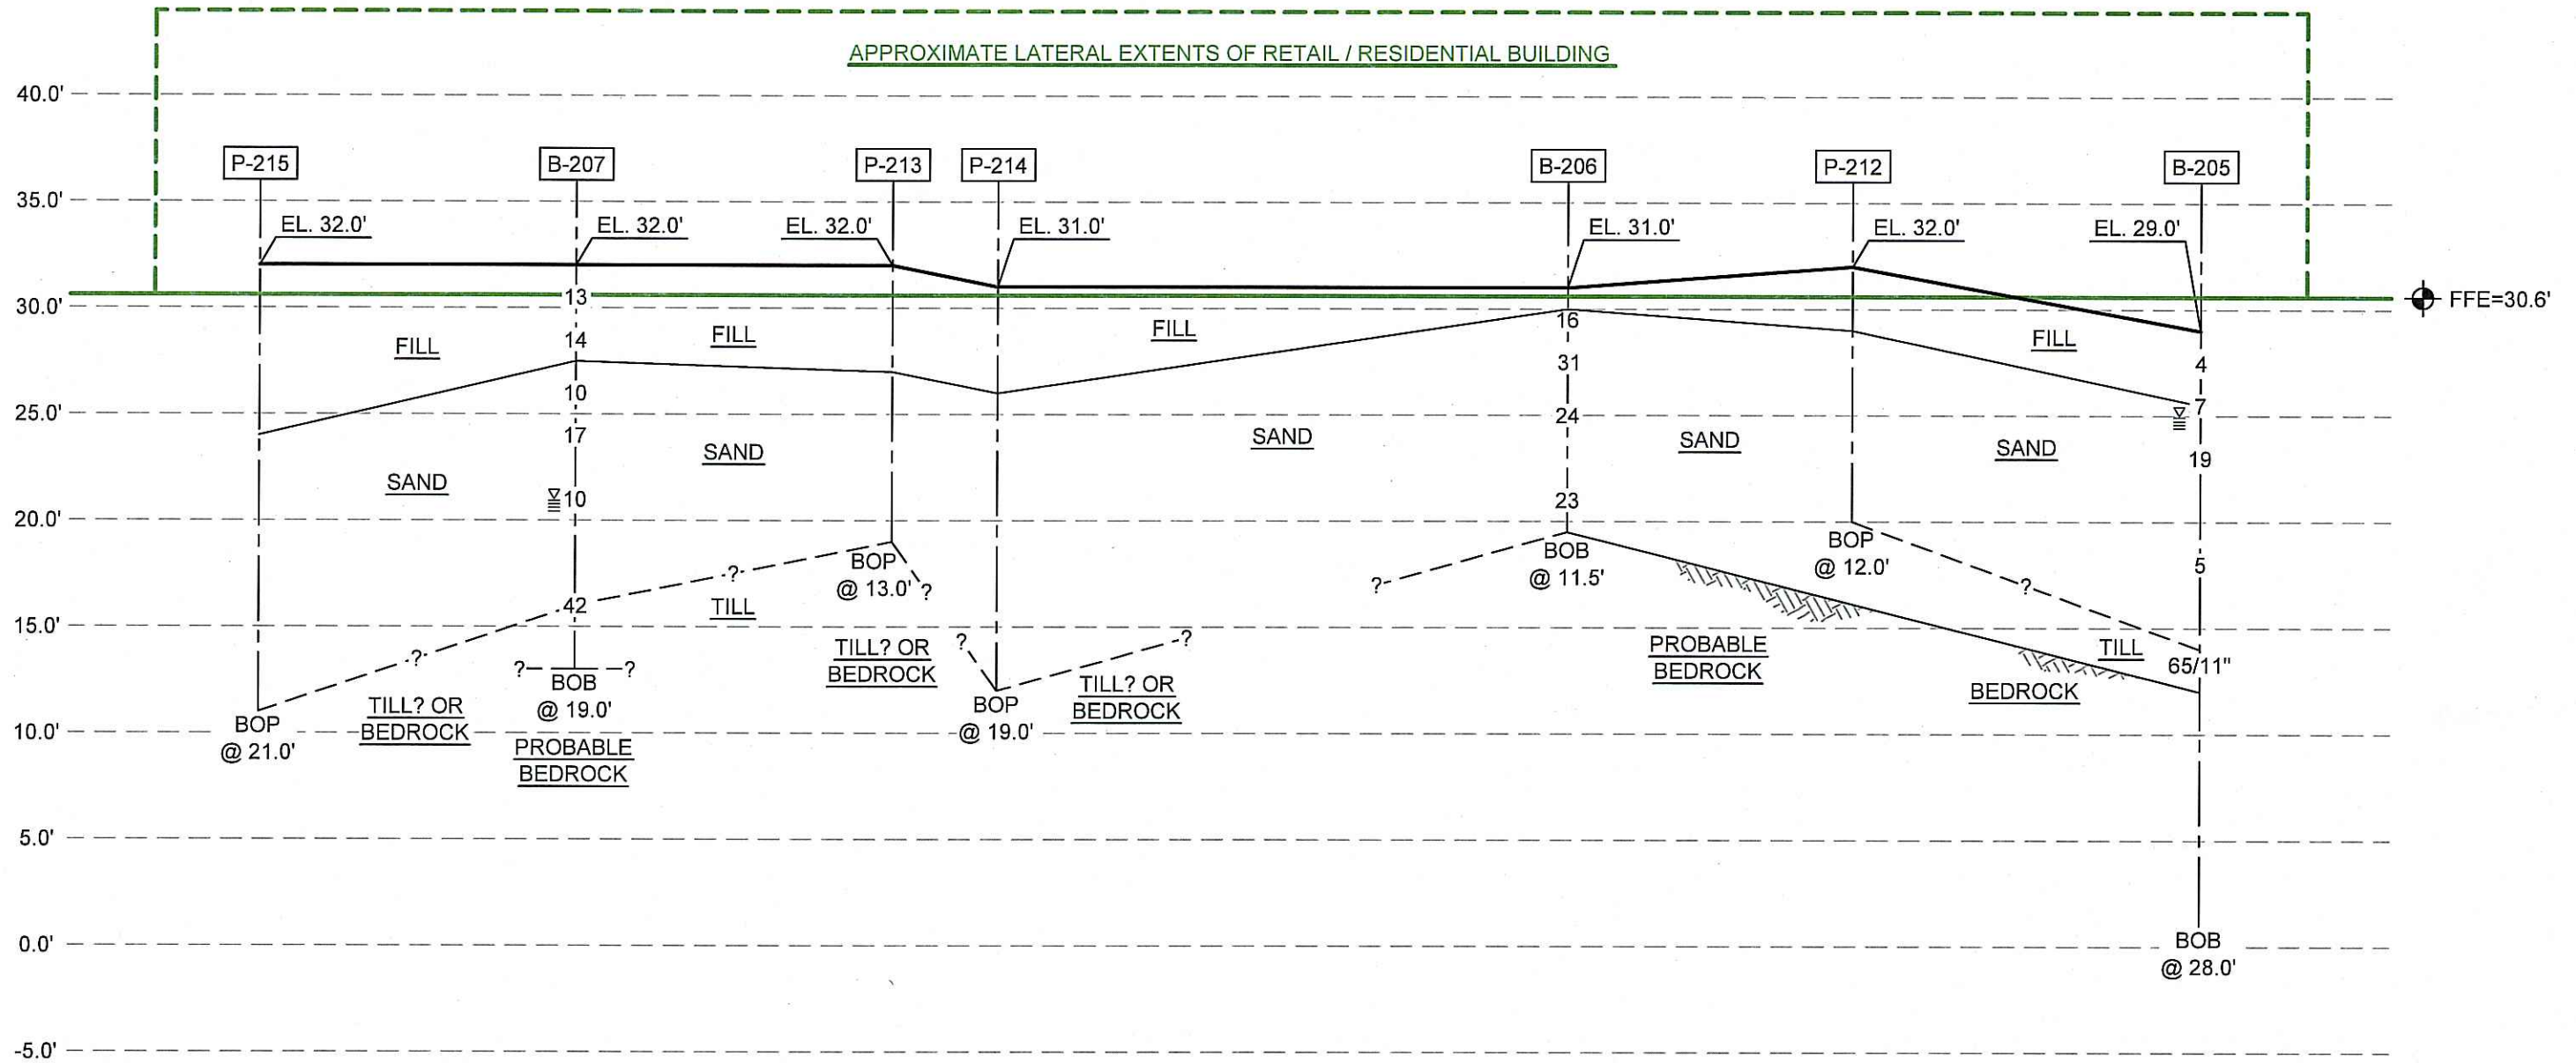 APPROXIMATE LATERAL EXTENTS OF RETAIL / RESIDENTIAL BUILDING
40.0'
P-215
B-207
P-213
P-214
B-206
P-212
B-205
35.0'
EL. 32.0'
EL. 32.0'
EL. 32.0'
EL. 31.0'
EL. 31.0'
EL. 32.0'
EL. 29.0'
30.0'
13
FFE=30.6'
16
FILL
14
FILL
FILL
31
FILL
4
10
7
25.0'
24
17
SAND
SAND
SAND
SAND
SAND
19
10
23
20.0'
BOP
@ 13.0'
BOB
@ 11.5'
BOP
@ 12.0'
5
?
?
?
?
42
TILL
15.0'
?
?
?
TILL? OR
BEDROCK
PROBABLE
BEDROCK
TILL
65/11"
?
?
BOB
@ 19.0'
TILL? OR
BEDROCK
BEDROCK
BOP
@ 21.0'
TILL? OR
BEDROCK
BOP
@ 19.0'
10.0'
PROBABLE
BEDROCK
5.0'
0.0'
BOB
@ 28.0'
-5.0'